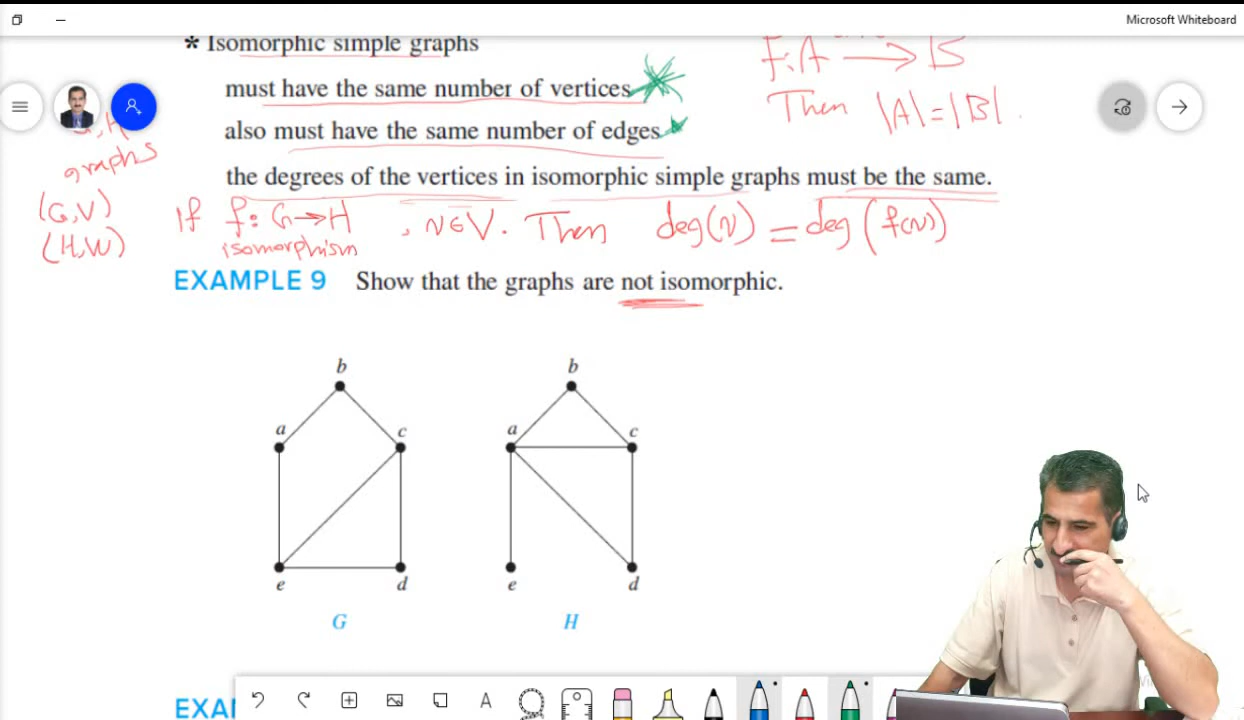 Microsoft Whiteboard
* Isomorphic simple graphs
must have the same number of vertices
also must have the same number of edges
the degrees of the vertices in isomorphic simple graphs must be the same.
F: A → B
Then |A| = |B|.
G, H
graphs
(G,V)
(H,W)
If f: G → H , v ∈ V. Then deg(v) = deg (f(v))
isomorphism
EXAMPLE 9 Show that the graphs are not isomorphic.
b b
a c a c
e d e d
G H
EXA
A